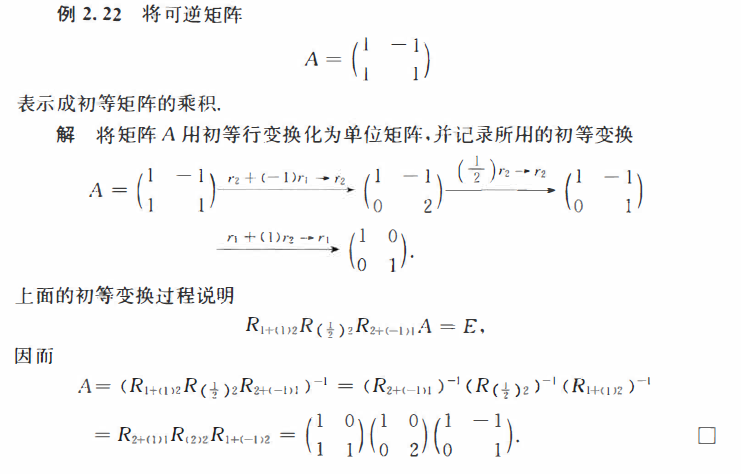 例 2.22 将可逆矩阵
A = \begin{pmatrix} 1 & -1 \\ 1 & 1 \end{pmatrix}
表示成初等矩阵的乘积.
解 将矩阵 A 用初等行变换化为单位矩阵,并记录所用的初等变换
A = \begin{pmatrix} 1 & -1 \\ 1 & 1 \end{pmatrix} \xrightarrow{r_2+(-1)r_1 \to r_2} \begin{pmatrix} 1 & -1 \\ 0 & 2 \end{pmatrix} \xrightarrow{(\frac{1}{2})r_2 \to r_2} \begin{pmatrix} 1 & -1 \\ 0 & 1 \end{pmatrix}
\xrightarrow{r_1+(1)r_2 \to r_1} \begin{pmatrix} 1 & 0 \\ 0 & 1 \end{pmatrix}.
上面的初等变换过程说明
R_{1+(1)2}R_{(\frac{1}{2})2}R_{2+(-1)1}A = E,
因而
A = (R_{1+(1)2}R_{(\frac{1}{2})2}R_{2+(-1)1})^{-1} = (R_{2+(-1)1})^{-1}(R_{(\frac{1}{2})2})^{-1}(R_{1+(1)2})^{-1}
= R_{2+(1)1}R_{(2)2}R_{1+(-1)2} = \begin{pmatrix} 1 & 0 \\ 1 & 1 \end{pmatrix}\begin{pmatrix} 1 & 0 \\ 0 & 2 \end{pmatrix}\begin{pmatrix} 1 & -1 \\ 0 & 1 \end{pmatrix}. □